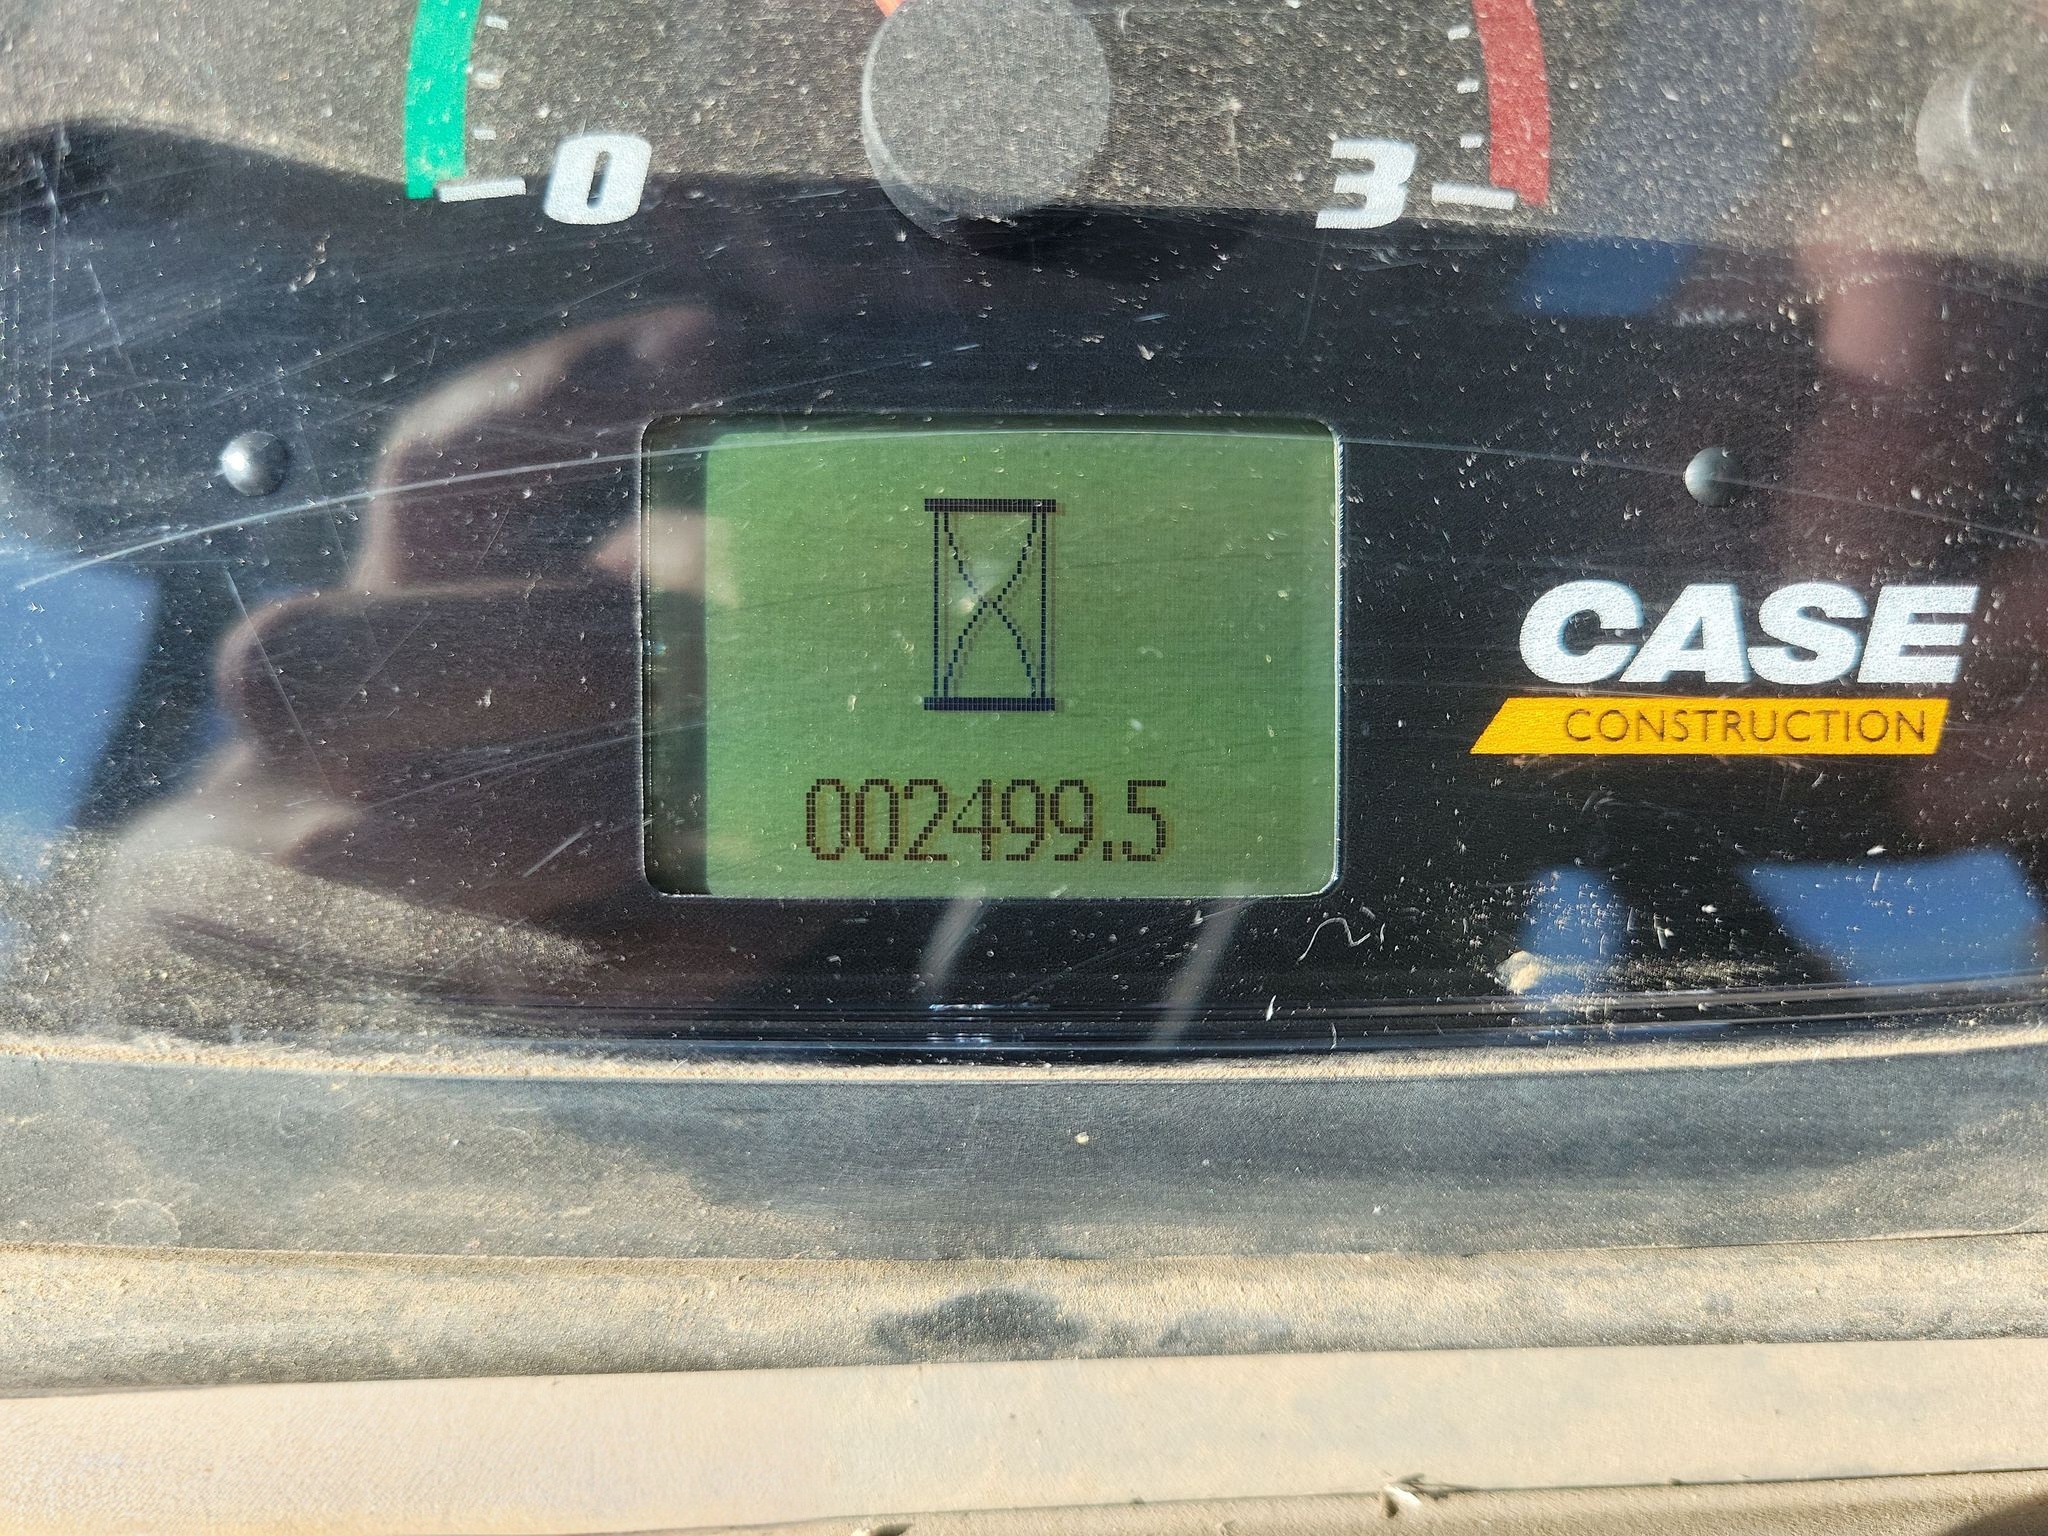 0 3
CASE
CONSTRUCTION
002499.5